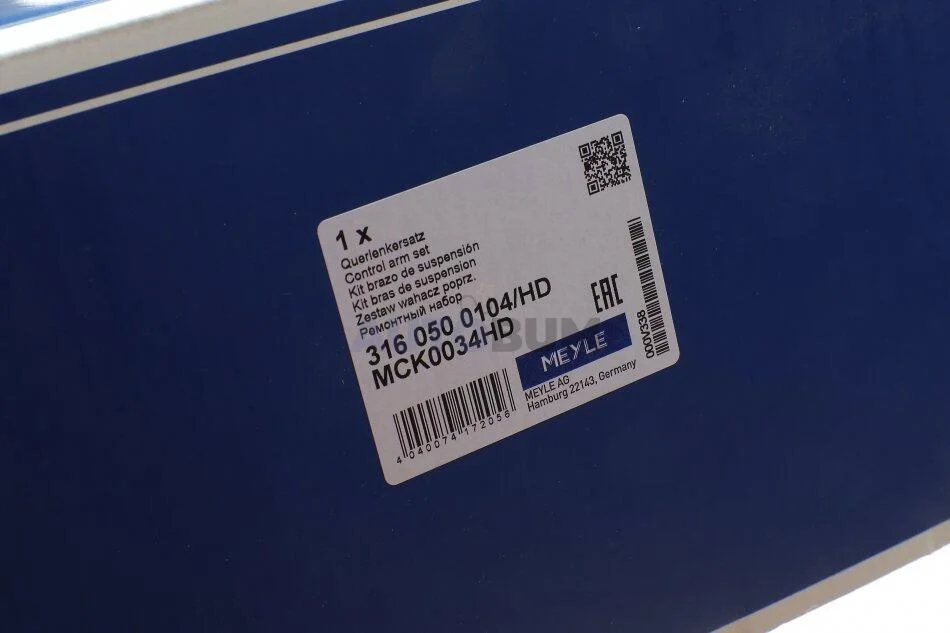 1 x
Querlenkersatz
Control arm set
Kit brazo de suspensión
Kit bras de suspension
Zestaw wahacz poprz.
Ремонтный набор
316 050 0104/HD
MCK0034HD
EAC
MEYLE
MEYLE AG
Hamburg 22143, Germany
4 040074 172056
000V338
BUM